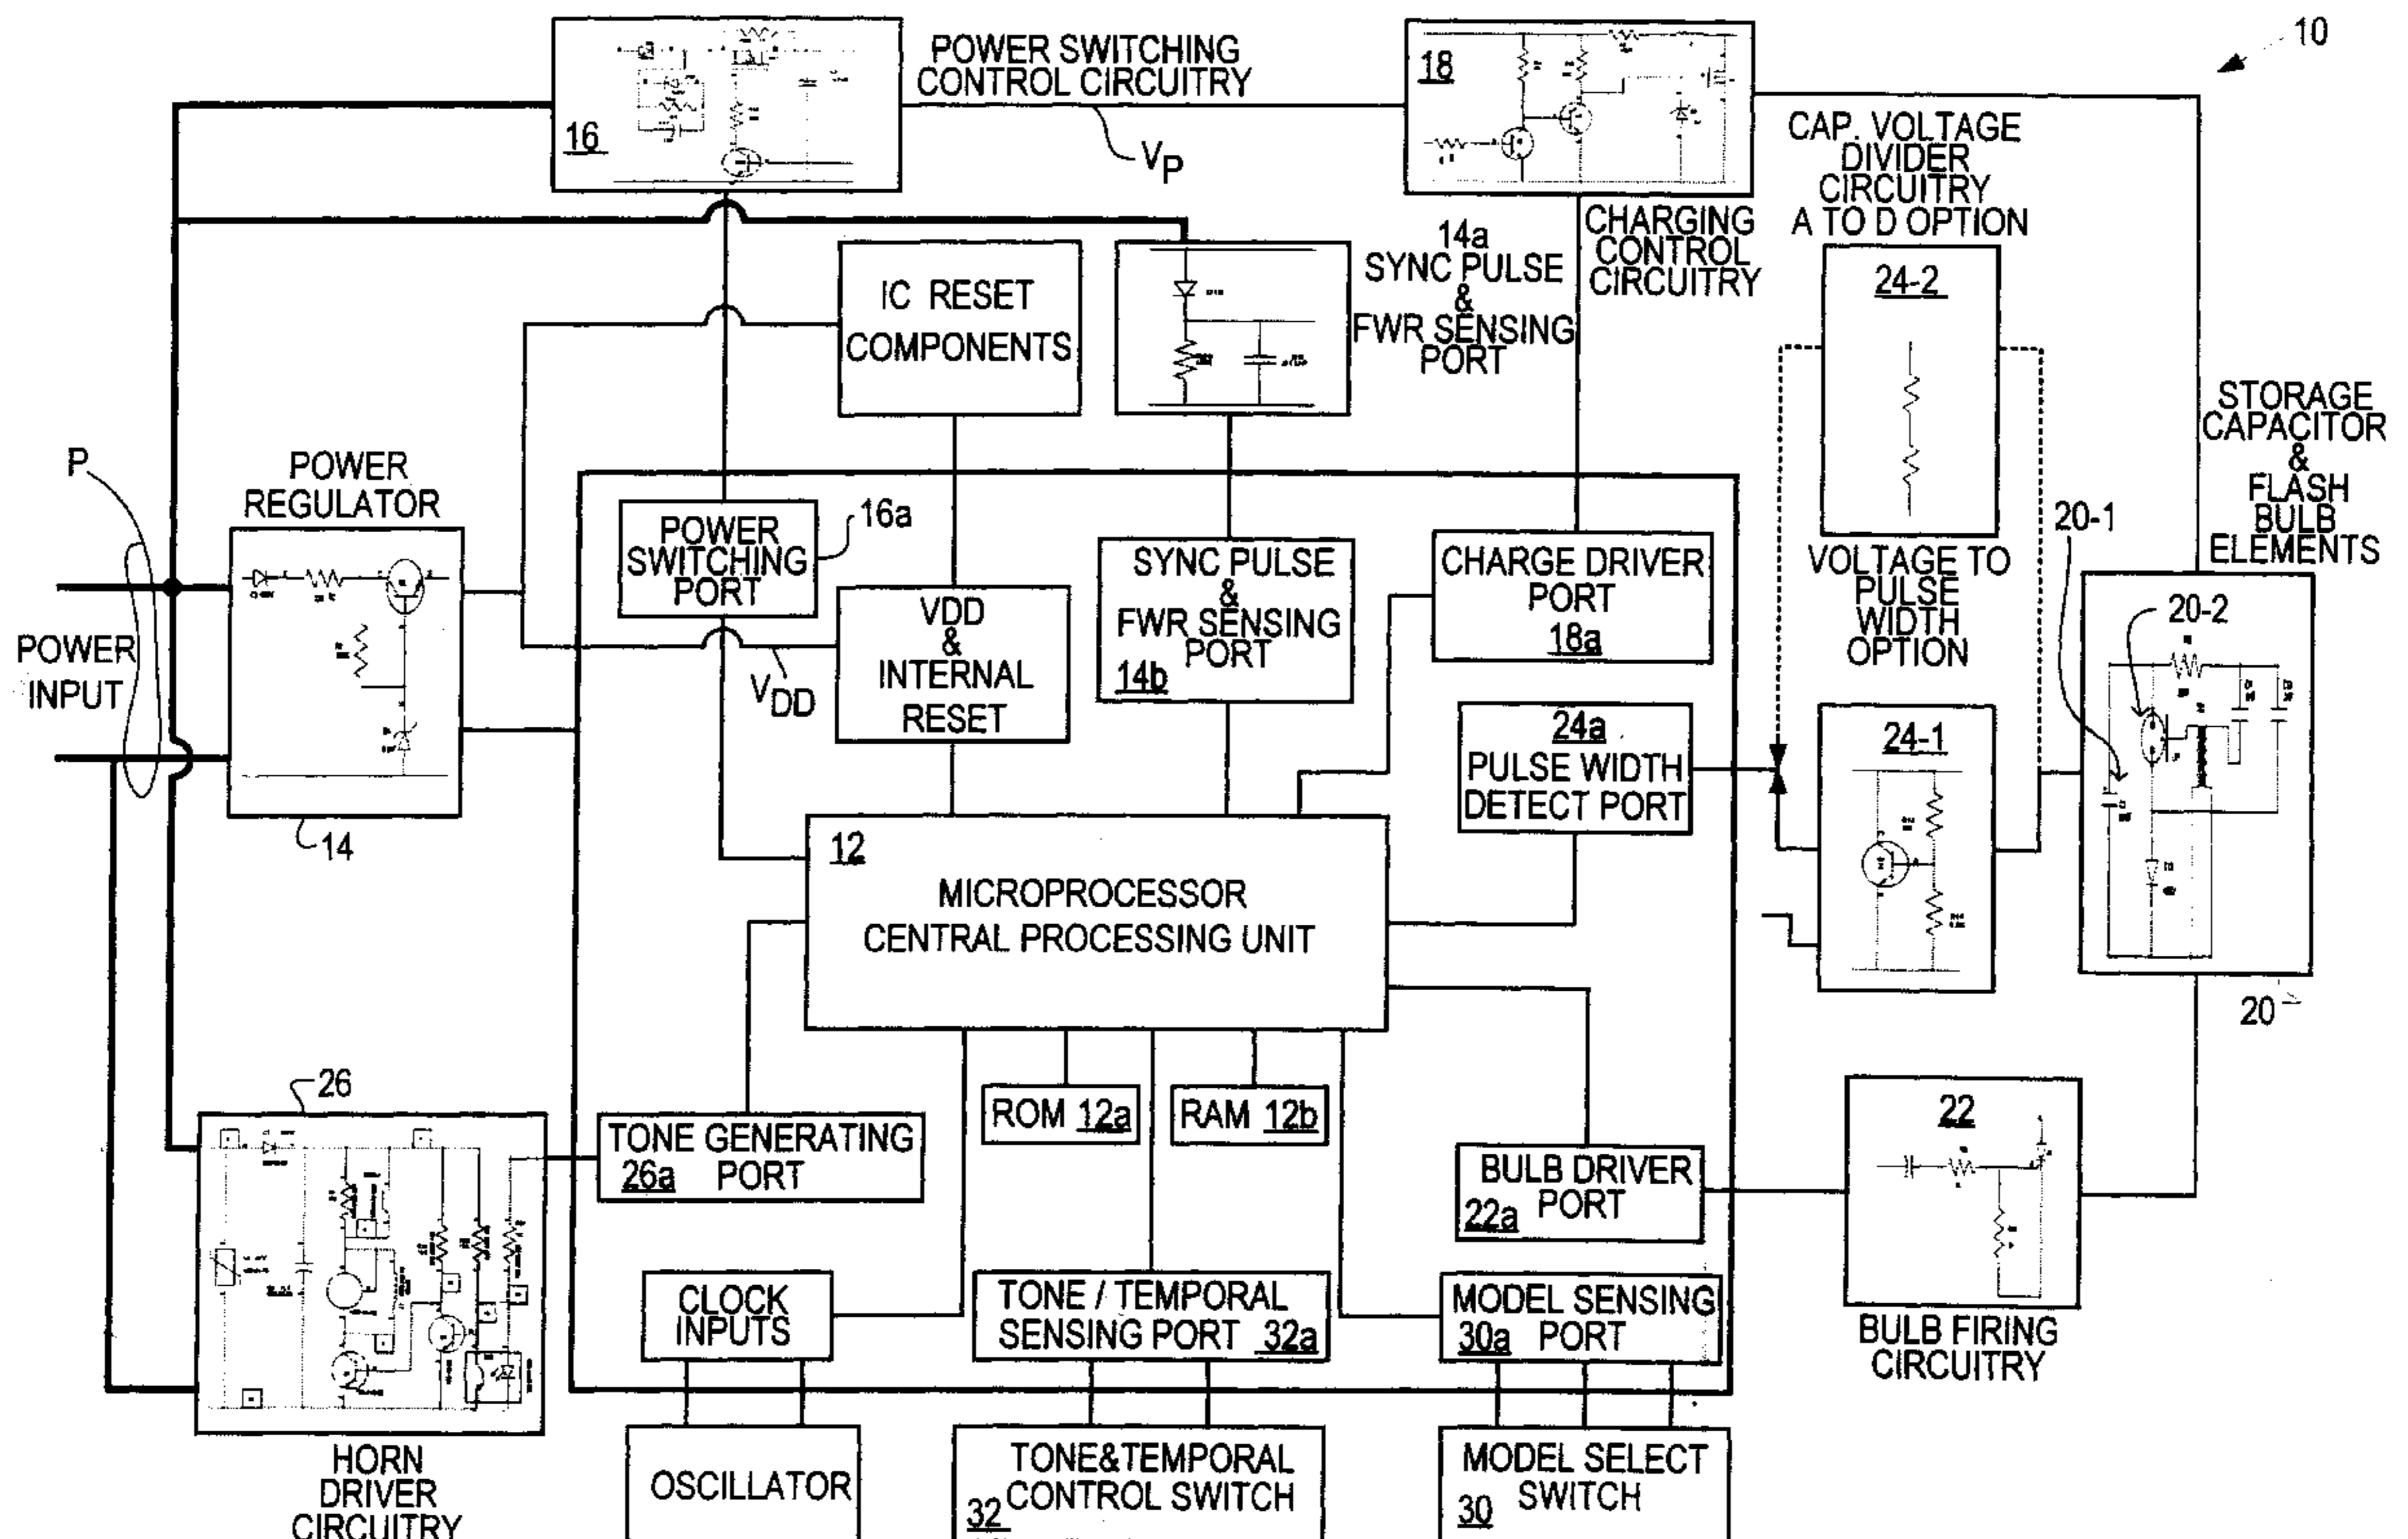 10
POWER SWITCHING
CONTROL CIRCUITRY
16
18
VP
CAP. VOLTAGE
DIVIDER
CIRCUITRY
A TO D OPTION
CHARGING
CONTROL
CIRCUITRY
14a
SYNC PULSE
&
FWR SENSING
PORT
IC RESET
COMPONENTS
24-2
STORAGE
CAPACITOR
&
FLASH
BULB
ELEMENTS
P
POWER
REGULATOR
POWER
SWITCHING
PORT
16a
SYNC PULSE
&
FWR SENSING
PORT
14b
CHARGE DRIVER
PORT
18a
VOLTAGE TO
PULSE
WIDTH
OPTION
20-1
20-2
POWER
INPUT
VDD
VDD
&
INTERNAL
RESET
24a
PULSE WIDTH
DETECT PORT
24-1
14
12
MICROPROCESSOR
CENTRAL PROCESSING UNIT
20
26
ROM 12a
RAM 12b
22
TONE GENERATING
26a PORT
BULB DRIVER
PORT
22a
CLOCK
INPUTS
TONE / TEMPORAL
SENSING PORT 32a
MODEL SENSING
30a PORT
BULB FIRING
CIRCUITRY
HORN
DRIVER
CIRCUITRY
OSCILLATOR
TONE&TEMPORAL
CONTROL SWITCH
32
MODEL SELECT
SWITCH
30